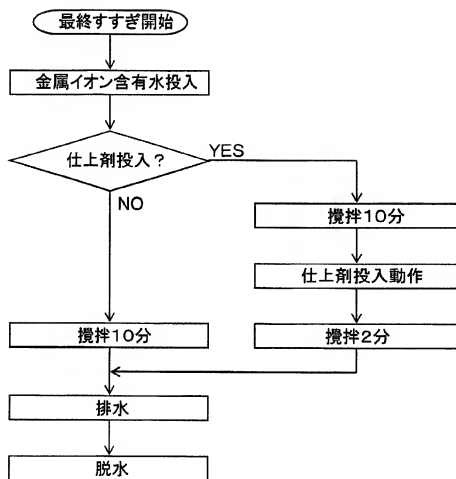 最終すすぎ開始
金属イオン含有水投入
仕上剤投入？
YES
NO
攪拌10分
仕上剤投入動作
攪拌10分
攪拌2分
排水
脱水